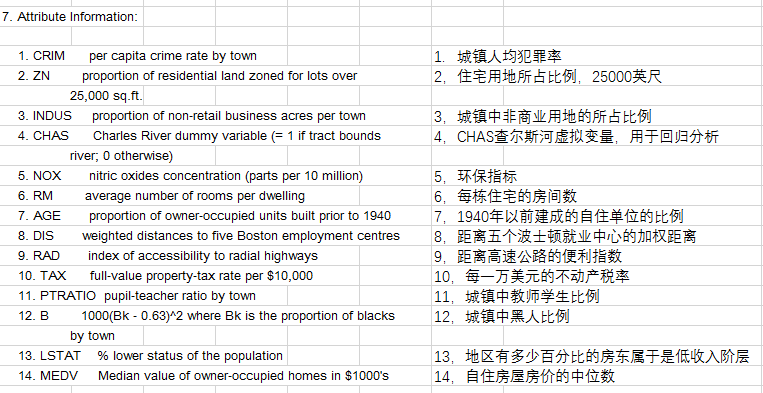 7. Attribute Information:
1. CRIM per capita crime rate by town 1. 城镇人均犯罪率
2. ZN proportion of residential land zoned for lots over 2, 住宅用地所占比例, 25000英尺
25,000 sq.ft.
3. INDUS proportion of non-retail business acres per town 3, 城镇中非商业用地的所占比例
4. CHAS Charles River dummy variable (= 1 if tract bounds 4, CHAS查尔斯河虚拟变量, 用于回归分析
river; 0 otherwise)
5. NOX nitric oxides concentration (parts per 10 million) 5, 环保指标
6. RM average number of rooms per dwelling 6, 每栋住宅的房间数
7. AGE proportion of owner-occupied units built prior to 1940 7, 1940年以前建成的自住单位的比例
8. DIS weighted distances to five Boston employment centres 8, 距离五个波士顿就业中心的加权距离
9. RAD index of accessibility to radial highways 9, 距离高速公路的便利指数
10. TAX full-value property-tax rate per $10,000 10, 每一万美元的不动产税率
11. PTRATIO pupil-teacher ratio by town 11, 城镇中教师学生比例
12. B 1000(Bk - 0.63)^2 where Bk is the proportion of blacks 12, 城镇中黑人比例
by town
13. LSTAT % lower status of the population 13, 地区有多少百分比的房东属于是低收入阶层
14. MEDV Median value of owner-occupied homes in $1000's 14, 自住房屋房价的中位数